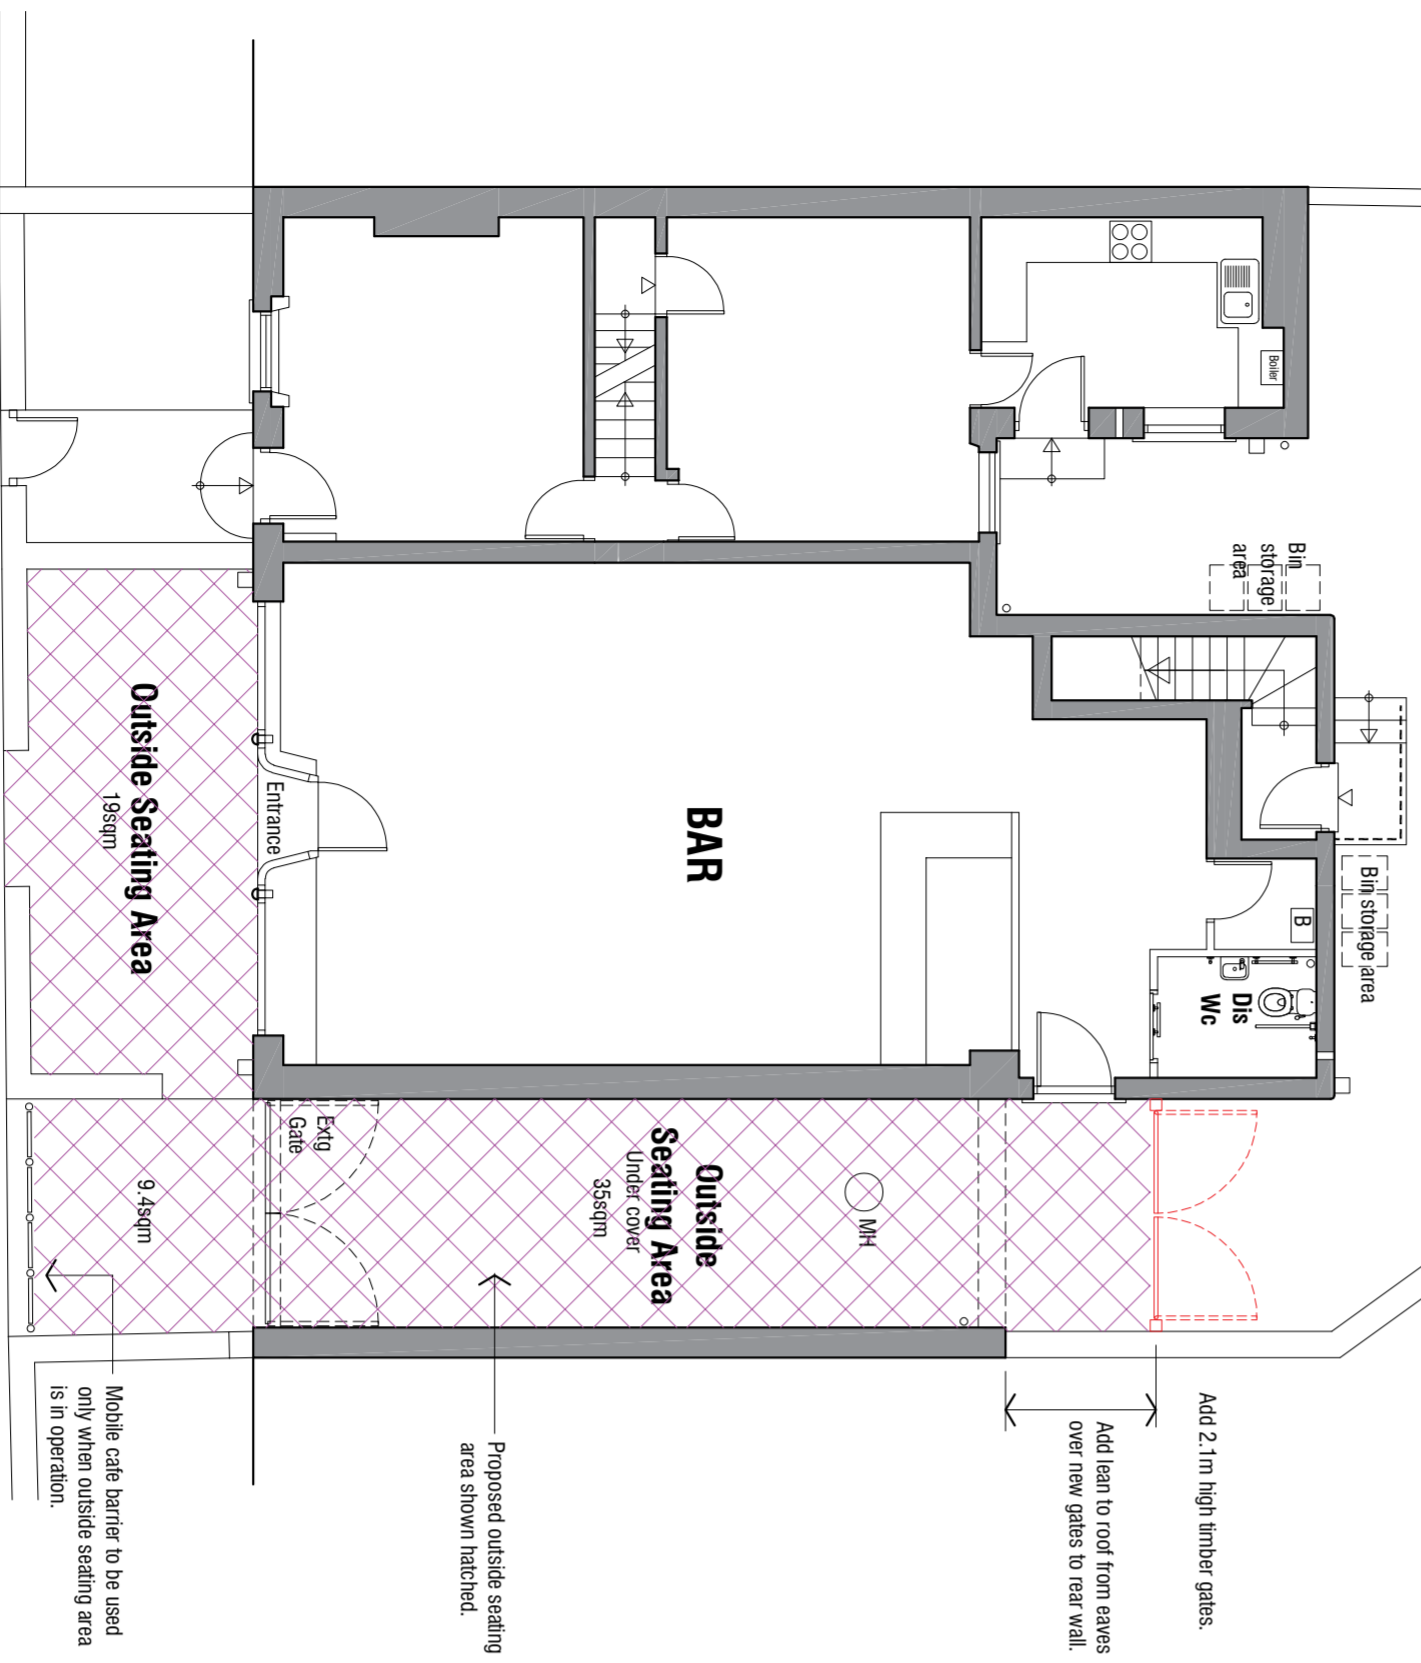 Boiler
Bin
storage
area
Bin storage area
B
Dis
Wc
BAR
Entrance
Outside Seating Area
19sqm
Extg
Gate
Outside
Seating Area
Under cover
35sqm
MH
9.4sqm
Add 2.1m high timber gates.
Add lean to roof from eaves
over new gates to rear wall.
Proposed outside seating
area shown hatched.
Mobile cafe barrier to be used
only when outside seating area
is in operation.